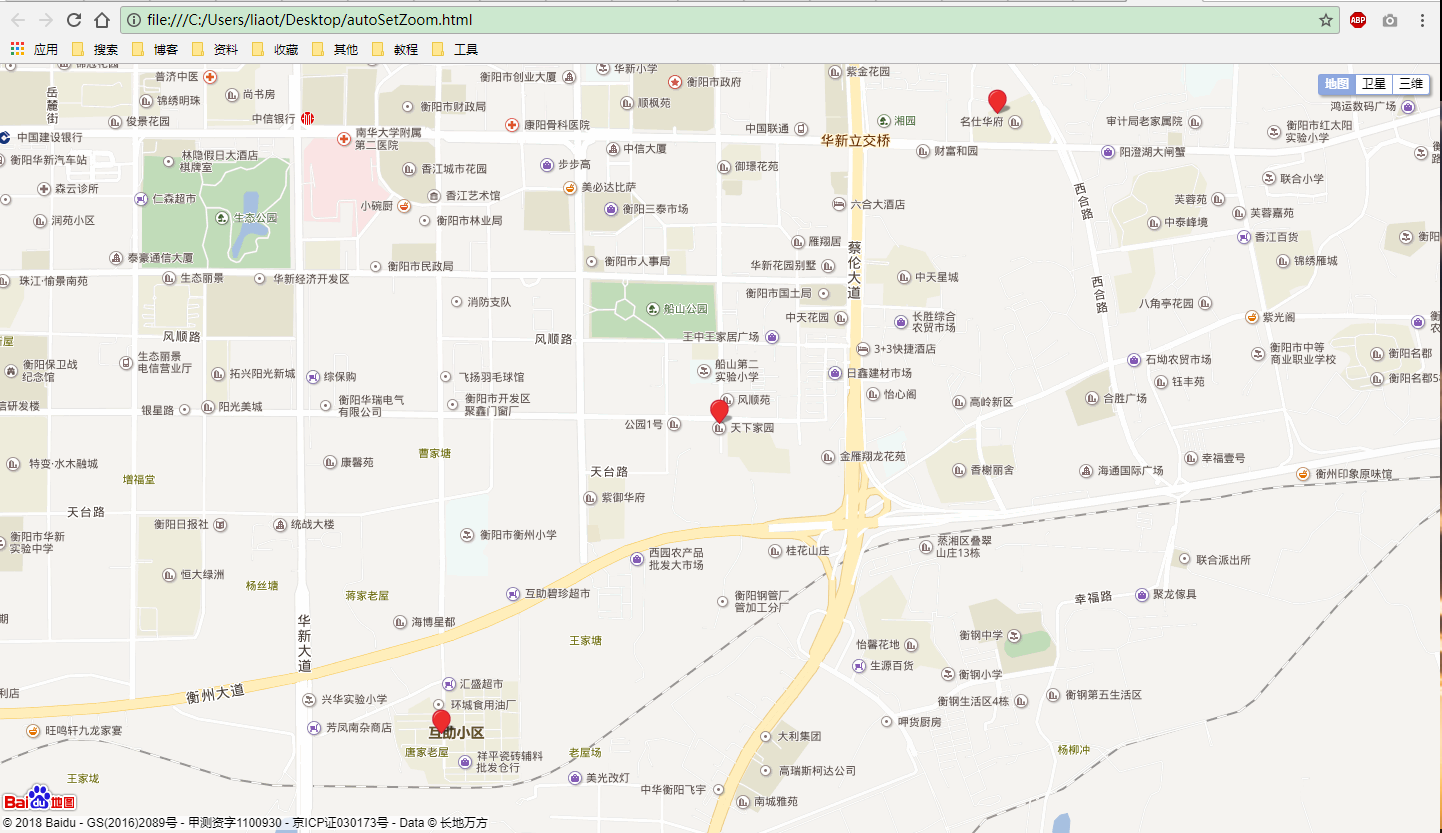 file:///C:/Users/liaot/Desktop/autoSetZoom.html
ABP
应用 搜索 博客 资料 收藏 其他 教程 工具
地图 卫星 三维
普济中医
衡阳市创业大厦
华新小学
衡阳市政府
紫金花园
岳麓街
锦绣明珠
尚书房
衡阳市财政局
顺枫苑
名仕华府
鸿运数码广场
俊景花园
中信银行
康阳骨科医院
中国联通
湘园
审计局老家属院
衡阳市红太阳
实验小学
中国建设银行
南华大学附属
第二医院
华新立交桥
衡阳华新汽车站
林隐假日大酒店
棋牌室
香江城市花园
步步高
中信大厦
御璟花苑
财富和园
阳澄湖大闸蟹
森云诊所
仁森超市
香江艺术馆
美必达比萨
西合路
联合小学
小碗厨
衡阳三泰市场
六合大酒店
芙蓉苑
芙蓉嘉苑
润苑小区
生态公园
衡阳市林业局
中泰峰境
雁翔居
蔡伦大道
香江百货
泰豪通信大厦
衡阳市民政局
衡阳市人事局
华新花园别墅
锦绣雁城
珠江·愉景南苑
生态丽景
华新经济开发区
中天星城
西合路
消防支队
衡阳市国土局
八角亭花园
船山公园
中天花园
长胜综合
农贸市场
紫光阁
风顺路
风顺路
王中王家居广场
衡阳保卫战
纪念馆
生态丽景
电信营业厅
3+3快捷酒店
石坳农贸市场
衡阳市中等
商业职业学校
衡阳名郡
拓兴阳光新城
综保购
飞扬羽毛球馆
船山第二
实验小学
日鑫建材市场
钰丰苑
信研发楼
银星路
阳光美城
衡阳华瑞电气
有限公司
衡阳市开发区
聚鑫门窗厂
风顺苑
怡心阁
高岭新区
合胜广场
公园1号
天下家园
特变·水木融城
康馨苑
曹家塘
金雁翔龙花苑
香榭丽舍
海通国际广场
幸福壹号
衡州印象原味馆
增福堂
天台路
天台路
紫御华府
衡阳日报社
统战大楼
衡阳市华新
实验中学
衡阳市衡州小学
西园农产品
批发大市场
桂花山庄
蒸湘区叠翠
山庄13栋
联合派出所
恒大绿洲
杨丝塘
蒋家老屋
互助碧珍超市
衡阳钢管厂
管加工分厂
幸福路
聚龙傢具
华新大道
海博星都
王家塘
怡馨花地
衡钢中学
生源百货
衡钢小学
衡州大道
汇盛超市
兴华实验小学
环城食用油厂
衡钢生活区4栋
衡钢第五生活区
旺鸣轩九龙家宴
芳凤南杂商店
互助小区
呷货厨房
唐家老屋
祥平瓷砖辅料
批发仓行
老屋场
大利集团
杨柳冲
王家垅
美光改灯
高瑞斯柯达公司
中华衡阳飞宇
南城雅苑
Baidu地图
© 2018 Baidu - GS(2016)2089号 - 甲测资字1100930 - 京ICP证030173号 - Data © 长地万方